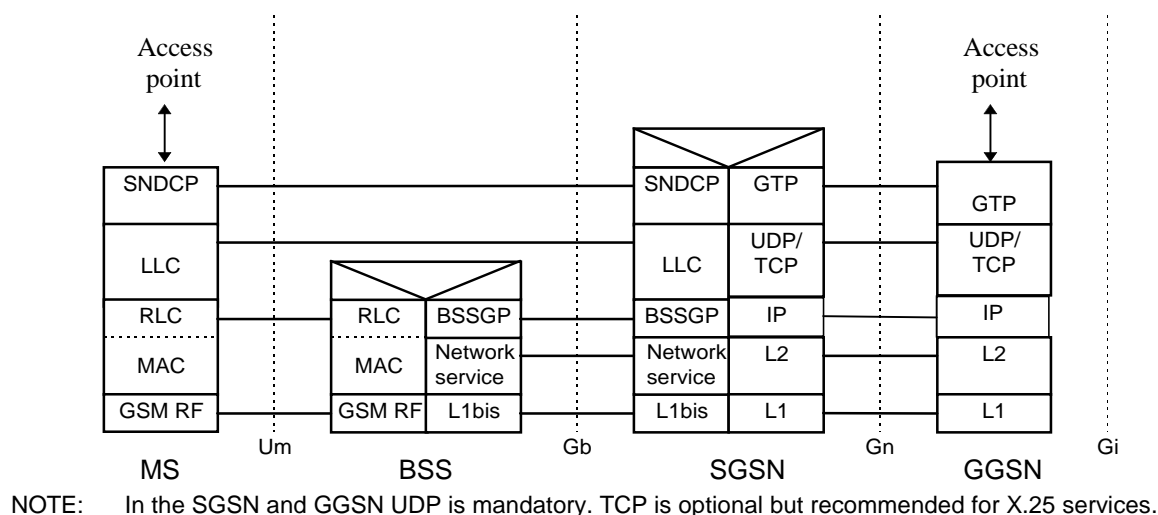 Access
point
Access
point
SNDCP
SNDCP
GTP
GTP
LLC
LLC
UDP/
TCP
UDP/
TCP
RLC
RLC
BSSGP
BSSGP
IP
IP
MAC
MAC
Network
service
Network
service
L2
L2
GSM RF
GSM RF
L1bis
L1bis
L1
L1
Um
Gb
Gn
Gi
MS
BSS
SGSN
GGSN
NOTE: In the SGSN and GGSN UDP is mandatory. TCP is optional but recommended for X.25 services.